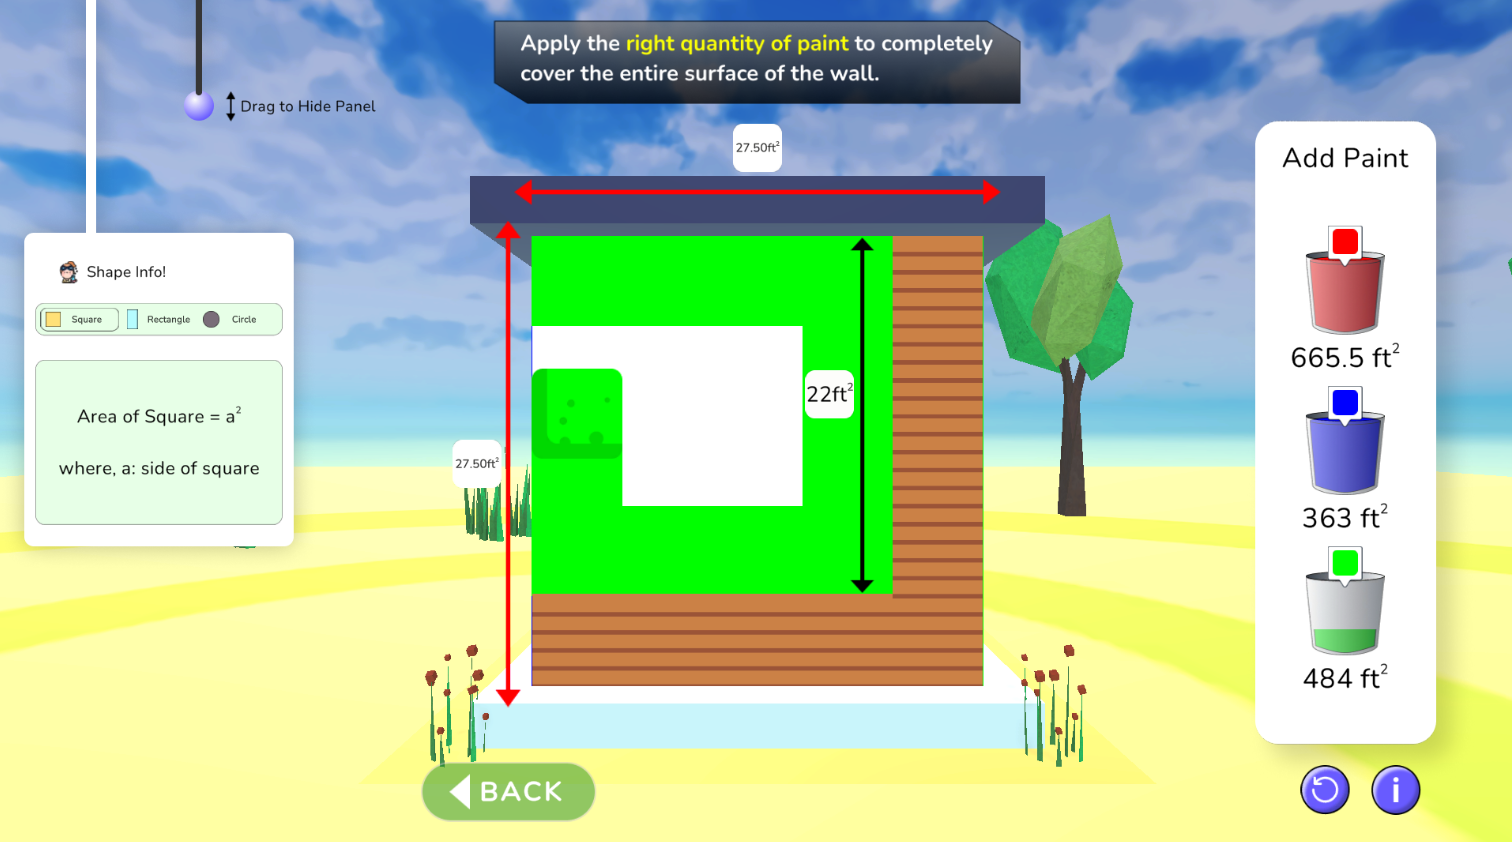 Apply the right quantity of paint to completely
cover the entire surface of the wall.
Drag to Hide Panel
27.50ft²
Add Paint
Shape Info!
Square
Rectangle
Circle
Area of Square = a²
where, a: side of square
27.50ft²
22ft²
665.5 ft²
363 ft²
484 ft²
BACK
i